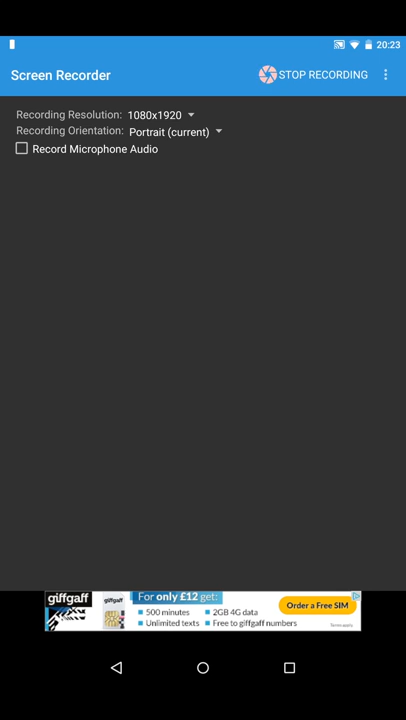 20:23
Screen Recorder
STOP RECORDING
Recording Resolution: 1080x1920
Recording Orientation: Portrait (current)
Record Microphone Audio
giffgaff
For only £12 get:
500 minutes
2GB 4G data
Unlimited texts
Free to giffgaff numbers
Order a Free SIM
Terms apply